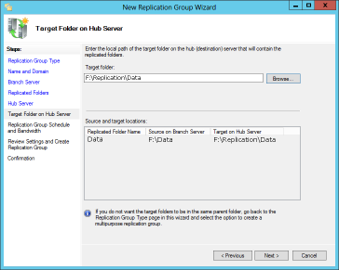 New Replication Group Wizard
Target Folder on Hub Server
Steps:
Replication Group Type
Name and Domain
Branch Server
Replicated Folders
Hub Server
Target Folder on Hub Server
Replication Group Schedule
and Bandwidth
Review Settings and Create
Replication Group
Confirmation
Enter the local path of the target folder on the hub (destination) server that will contain the
replicated folders.
Target folder:
F:\Replication\Data
Browse...
Source and target locations:
Replicated Folder Name Source on Branch Server Target on Hub Server
Data F:\Data F:\Replication\Data
If you do not want the target folders to be in the same parent folder, go back to the
Replication Group Type page in this wizard and select the option to create a
multipurpose replication group.
< Previous Next > Cancel